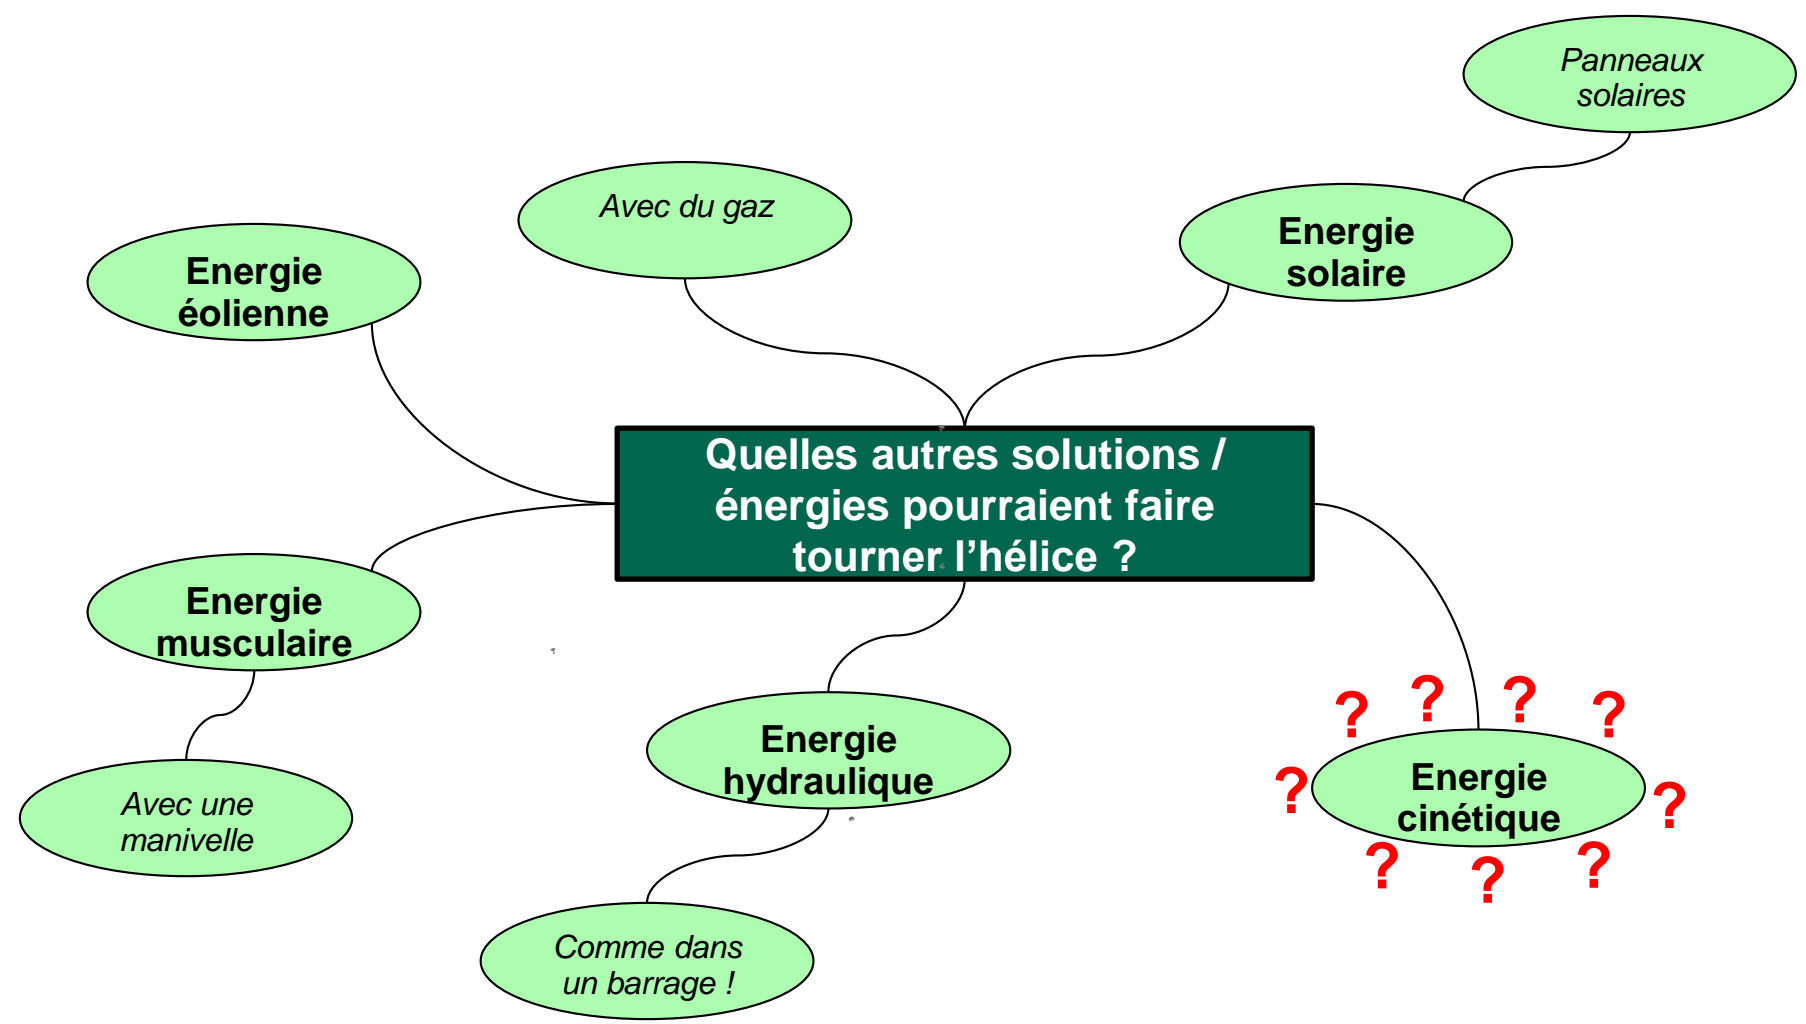 Panneaux
solaires
Avec du gaz
Energie
solaire
Energie
éolienne
Quelles autres solutions /
énergies pourraient faire
tourner l’hélice ?
Energie
musculaire
Avec une
manivelle
Energie
hydraulique
Comme dans
un barrage !
? ? ? ?
Energie
cinétique
? ?
? ? ?